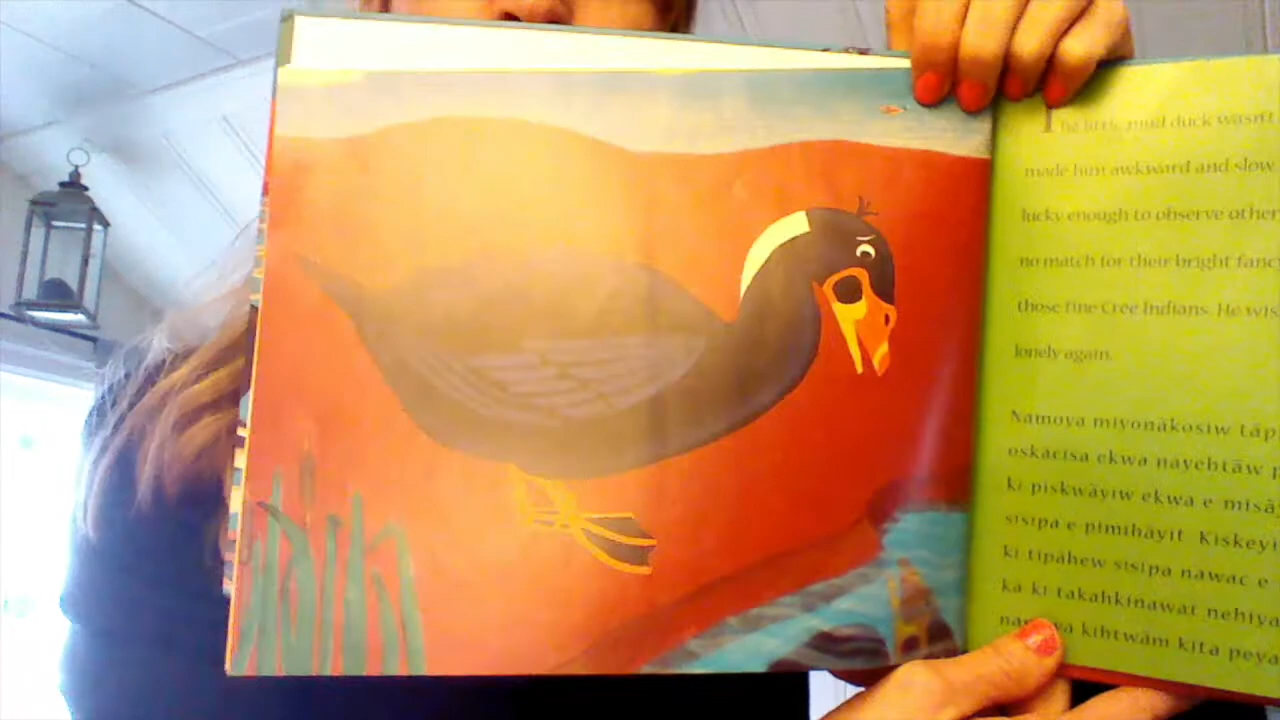 The little mud duck wasn't
made him awkward and slow.
lucky enough to observe other
no match for their bright fanc
those fine Cree Indians. He wis
lonely again.
Namoya miyonākosiw tāp
oskācisa ekwa nayehtāw p
ki piskwāyiw ekwa e misā
sisipa e pimihāyit Kiskeyi
ki tipāhew sisipa nawac e
ka ki takahkinawat nehiya
kihtwām kita peya